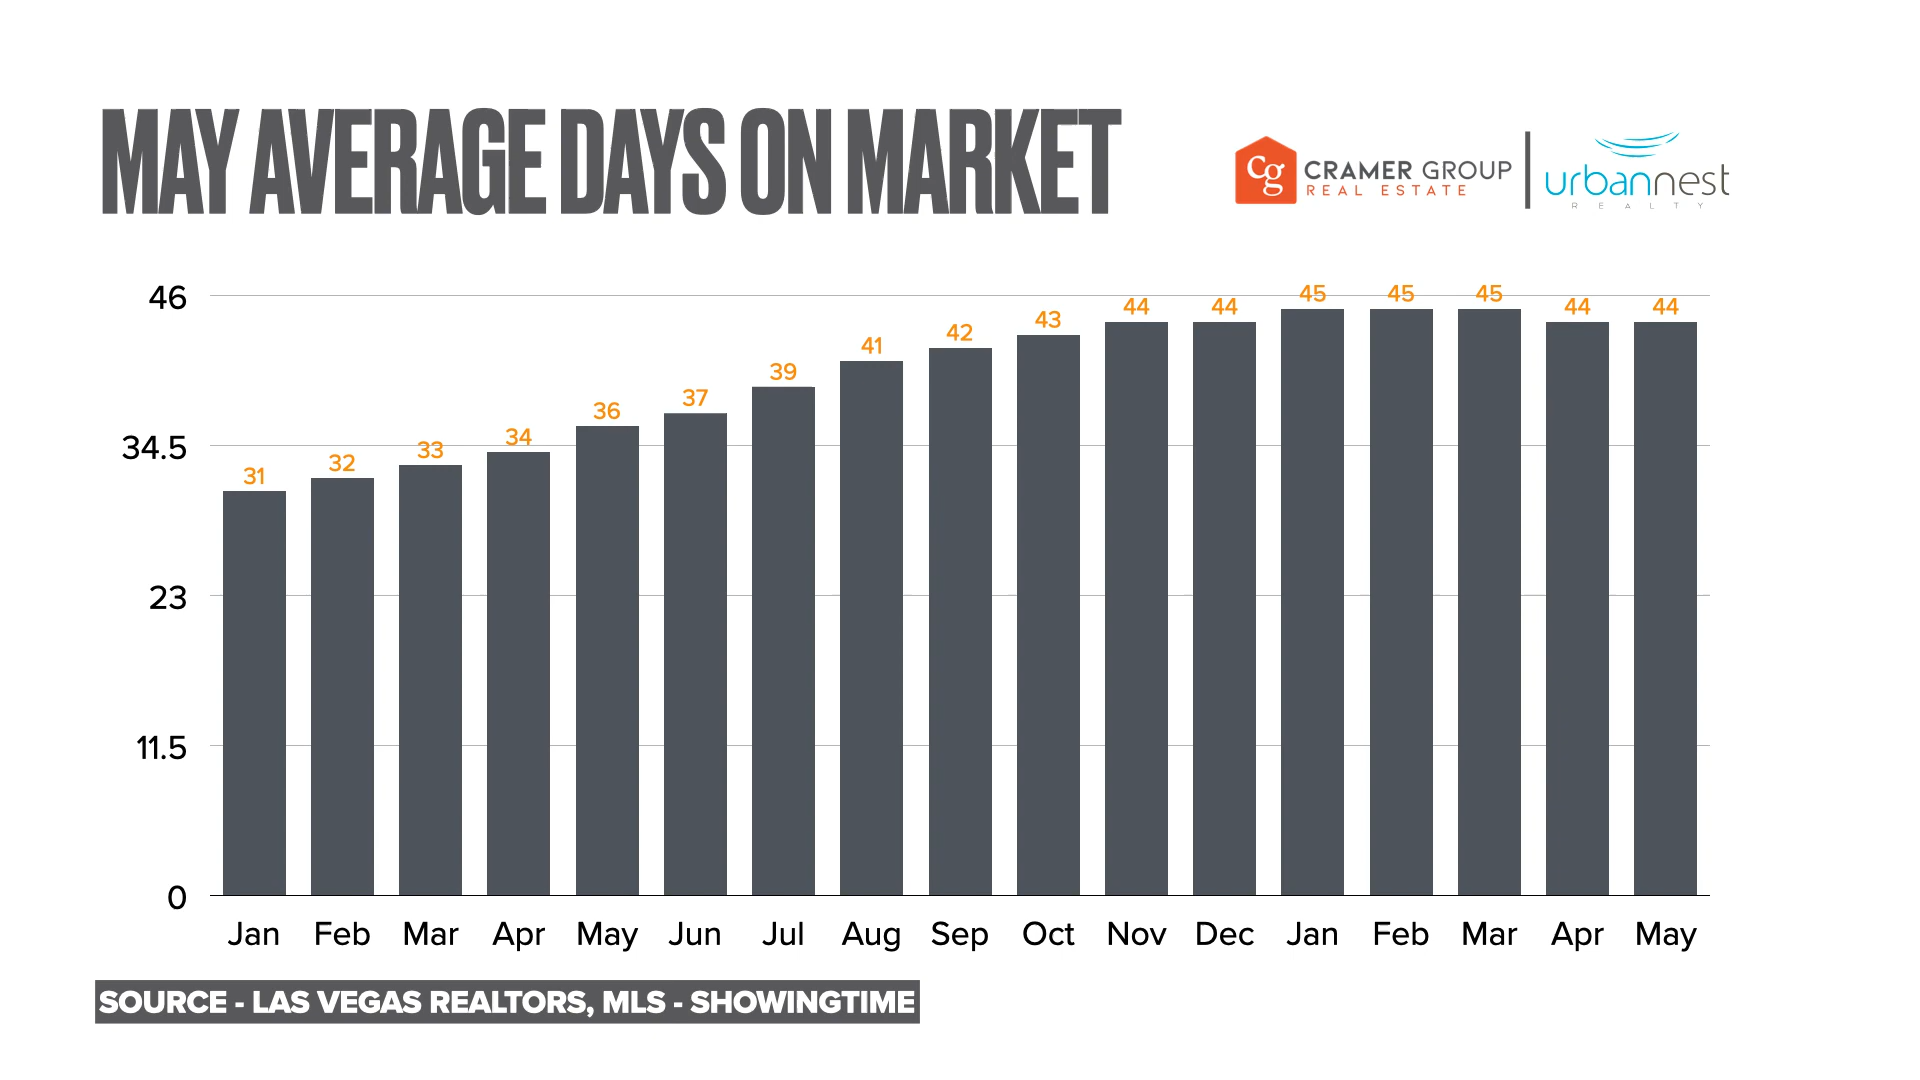 MAY AVERAGE DAYS ON MARKET
Cg CRAMER GROUP
REAL ESTATE
urbannest
REALTY
46
34.5
23
11.5
0
31 32 33 34 36 37 39 41 42 43 44 44 45 45 45 44 44
Jan Feb Mar Apr May Jun Jul Aug Sep Oct Nov Dec Jan Feb Mar Apr May
SOURCE - LAS VEGAS REALTORS, MLS - SHOWINGTIME